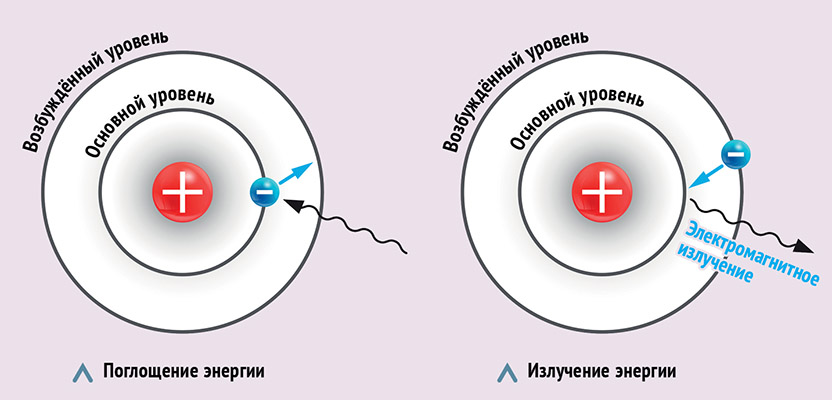 Возбуждённый уровень
Основной уровень
+
-
Поглощение энергии
Возбуждённый уровень
Основной уровень
+
-
Электромагнитное
излучение
Излучение энергии